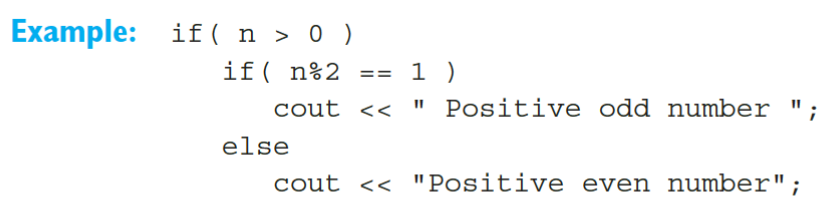 Example: if( n > 0 )
if( n%2 == 1 )
cout << " Positive odd number ";
else
cout << "Positive even number";